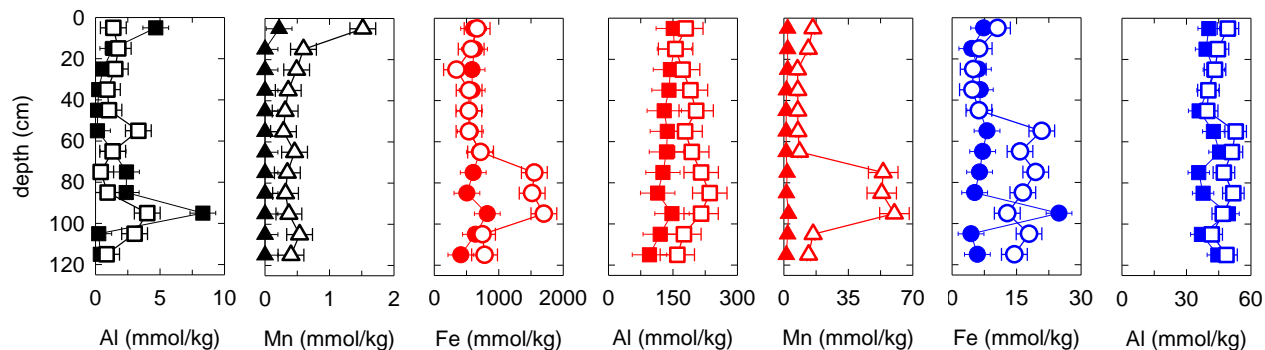 0
20
40
60
80
100
120
depth (cm)
0 5 10
0 1 2
0 1000 2000
0 150 300
0 35 70
0 15 30
0 30 60
Al (mmol/kg)
Mn (mmol/kg)
Fe (mmol/kg)
Al (mmol/kg)
Mn (mmol/kg)
Fe (mmol/kg)
Al (mmol/kg)